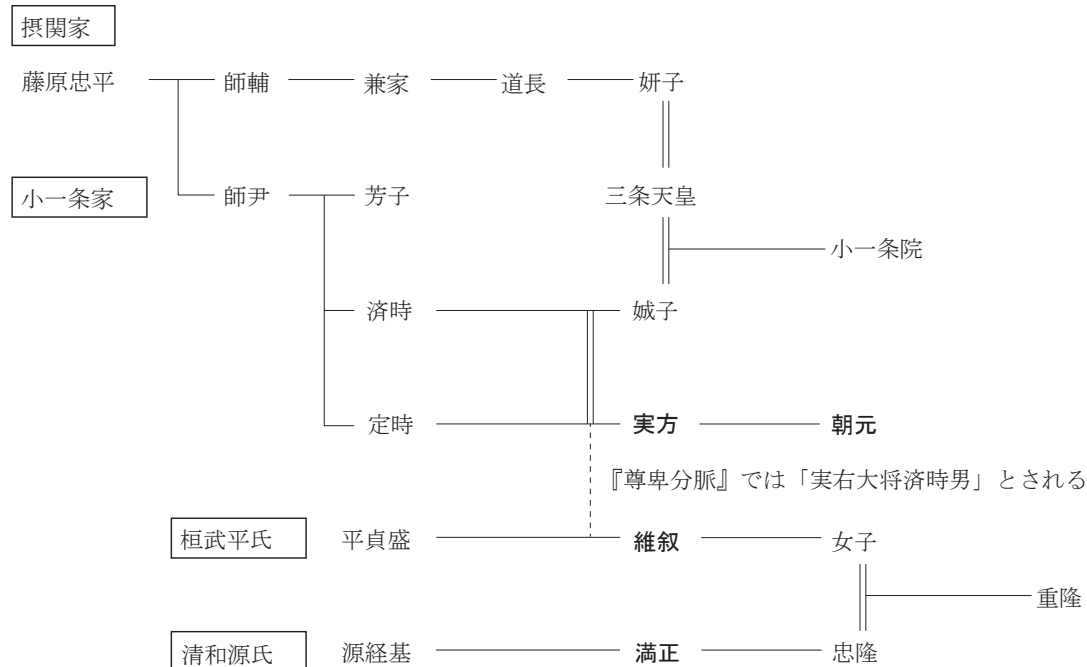 摂関家
藤原忠平 師輔 兼家 道長 妍子
小一条家 師尹 芳子 三条天皇
小一条院
済時 娍子
定時 実方 朝元
『尊卑分脈』では「実右大将済時男」とされる
桓武平氏 平貞盛 維叙 女子
重隆
清和源氏 源経基 満正 忠隆